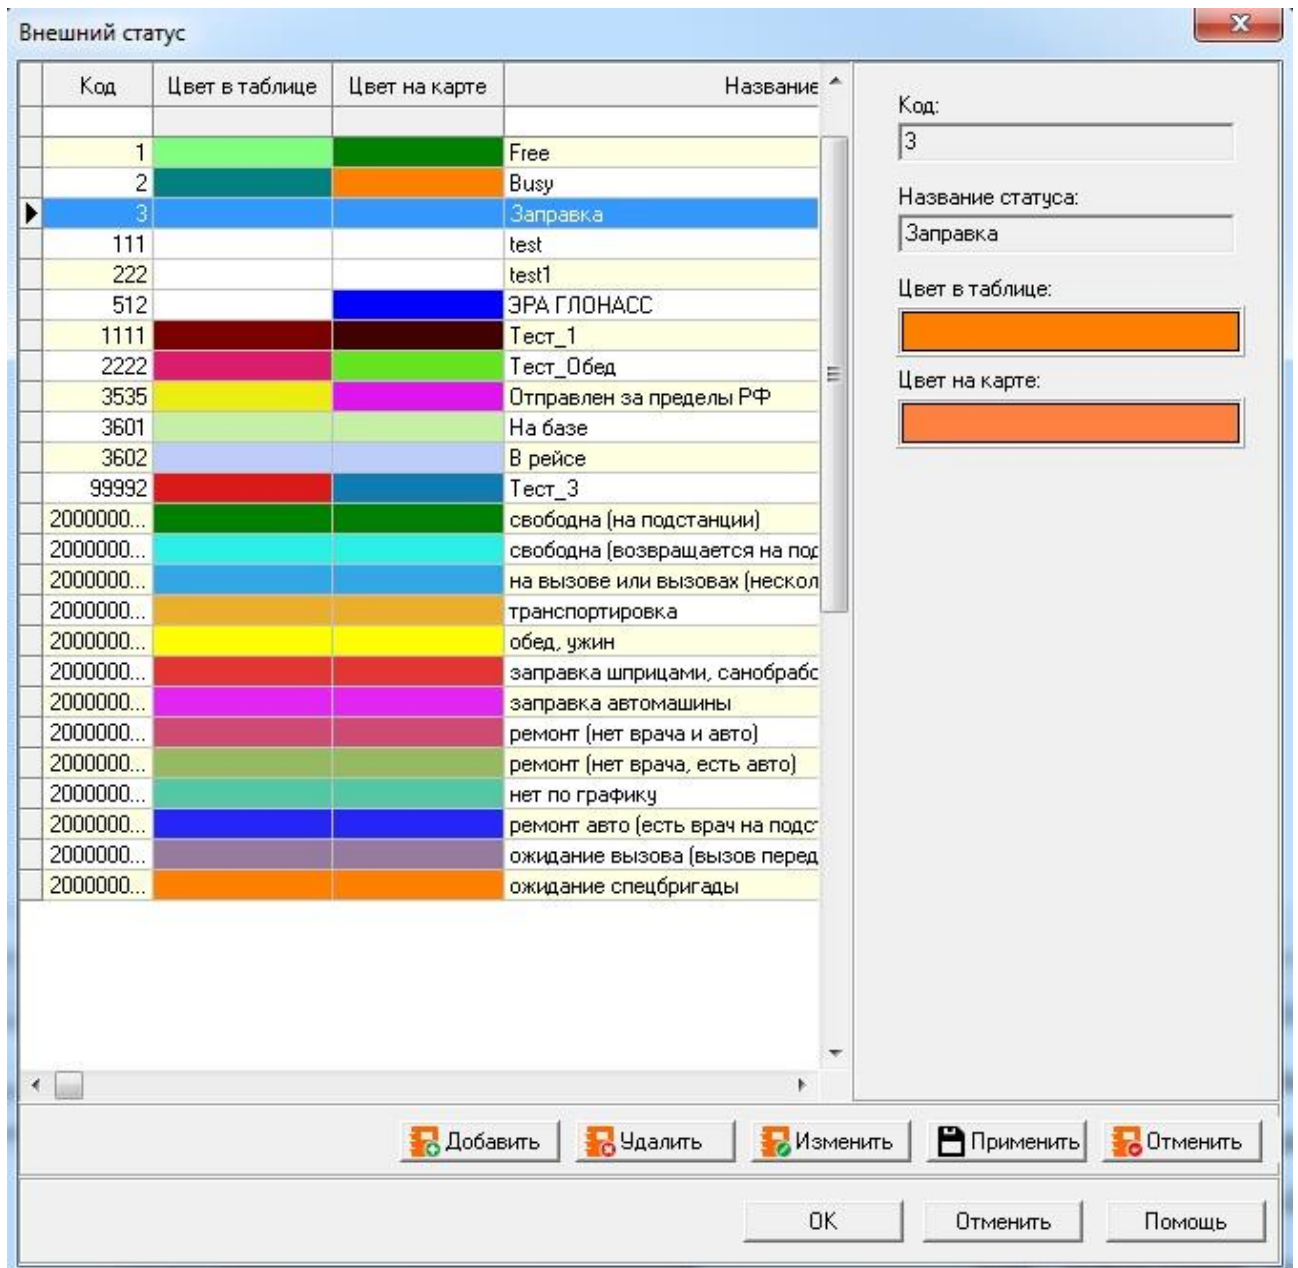 Внешний статус
Код Цвет в таблице Цвет на карте Название
1 Free
2 Busy
3 Заправка
111 test
222 test1
512 ЭРА ГЛОНАСС
1111 Тест_1
2222 Тест_Обед
3535 Отправлен за пределы РФ
3601 На базе
3602 В рейсе
99992 Тест_3
2000000... свободна (на подстанции)
2000000... свободна (возвращается на под
2000000... на вызове или вызовах (нескол
2000000... транспортировка
2000000... обед, ужин
2000000... заправка шприцами, санобрабо
2000000... заправка автомашины
2000000... ремонт (нет врача и авто)
2000000... ремонт (нет врача, есть авто)
2000000... нет по графику
2000000... ремонт авто (есть врач на подст
2000000... ожидание вызова (вызов перед
2000000... ожидание спецбригады
Код:
3
Название статуса:
Заправка
Цвет в таблице:
Цвет на карте:
Добавить Удалить Изменить Применить Отменить
OK Отменить Помощь